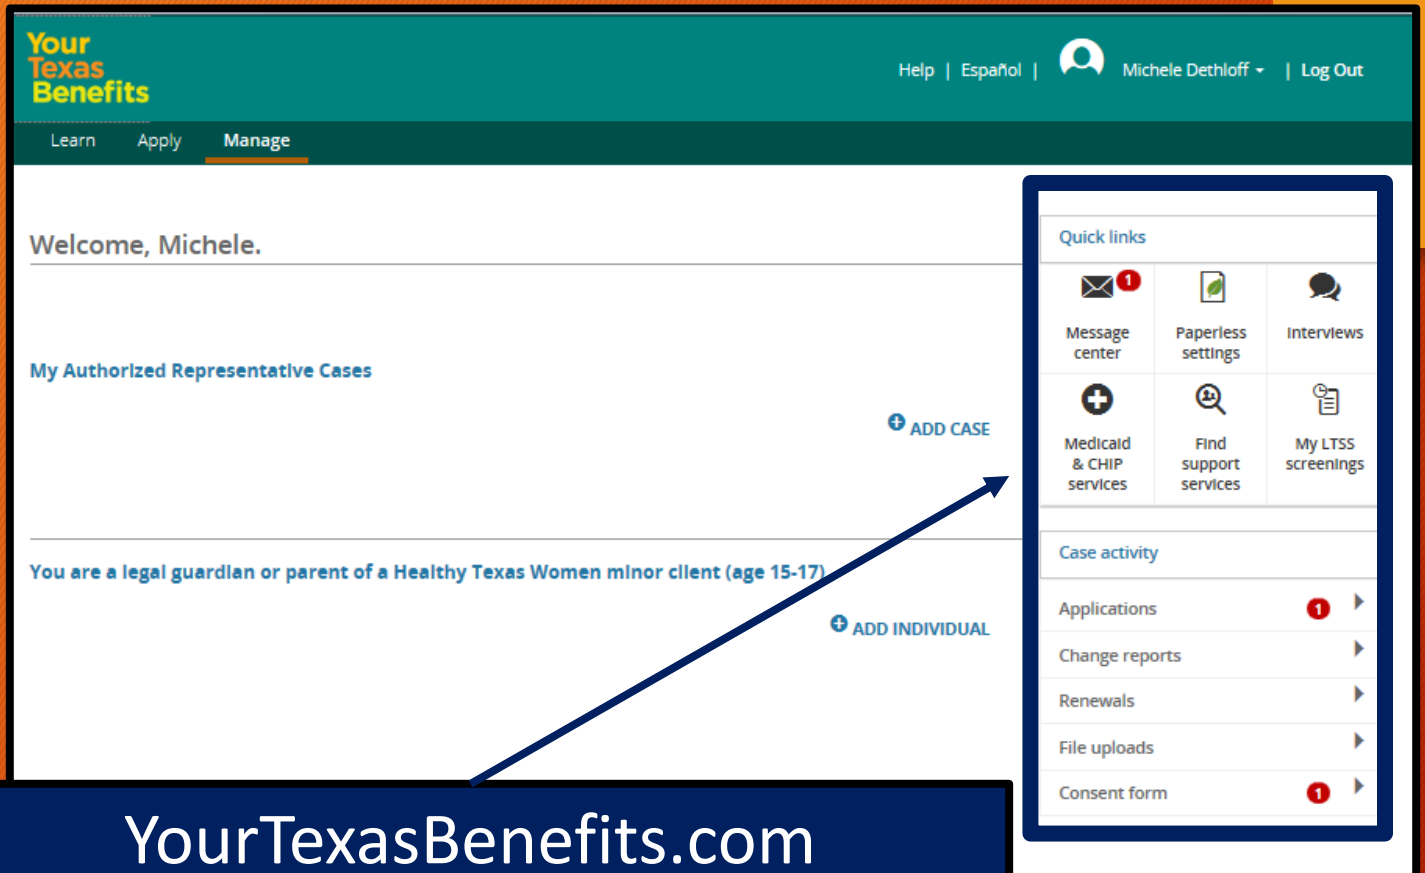 Your
Texas
Benefits
Help | Español | Michele Dethloff | Log Out
Learn Apply Manage
Welcome, Michele.
My Authorized Representative Cases
ADD CASE
You are a legal guardian or parent of a Healthy Texas Women minor client (age 15-17)
ADD INDIVIDUAL
Quick links
1
Message
center
Paperless
settings
Interviews
Medicaid
& CHIP
services
Find
support
services
My LTSS
screenings
Case activity
Applications 1
Change reports
Renewals
File uploads
Consent form 1
YourTexasBenefits.com